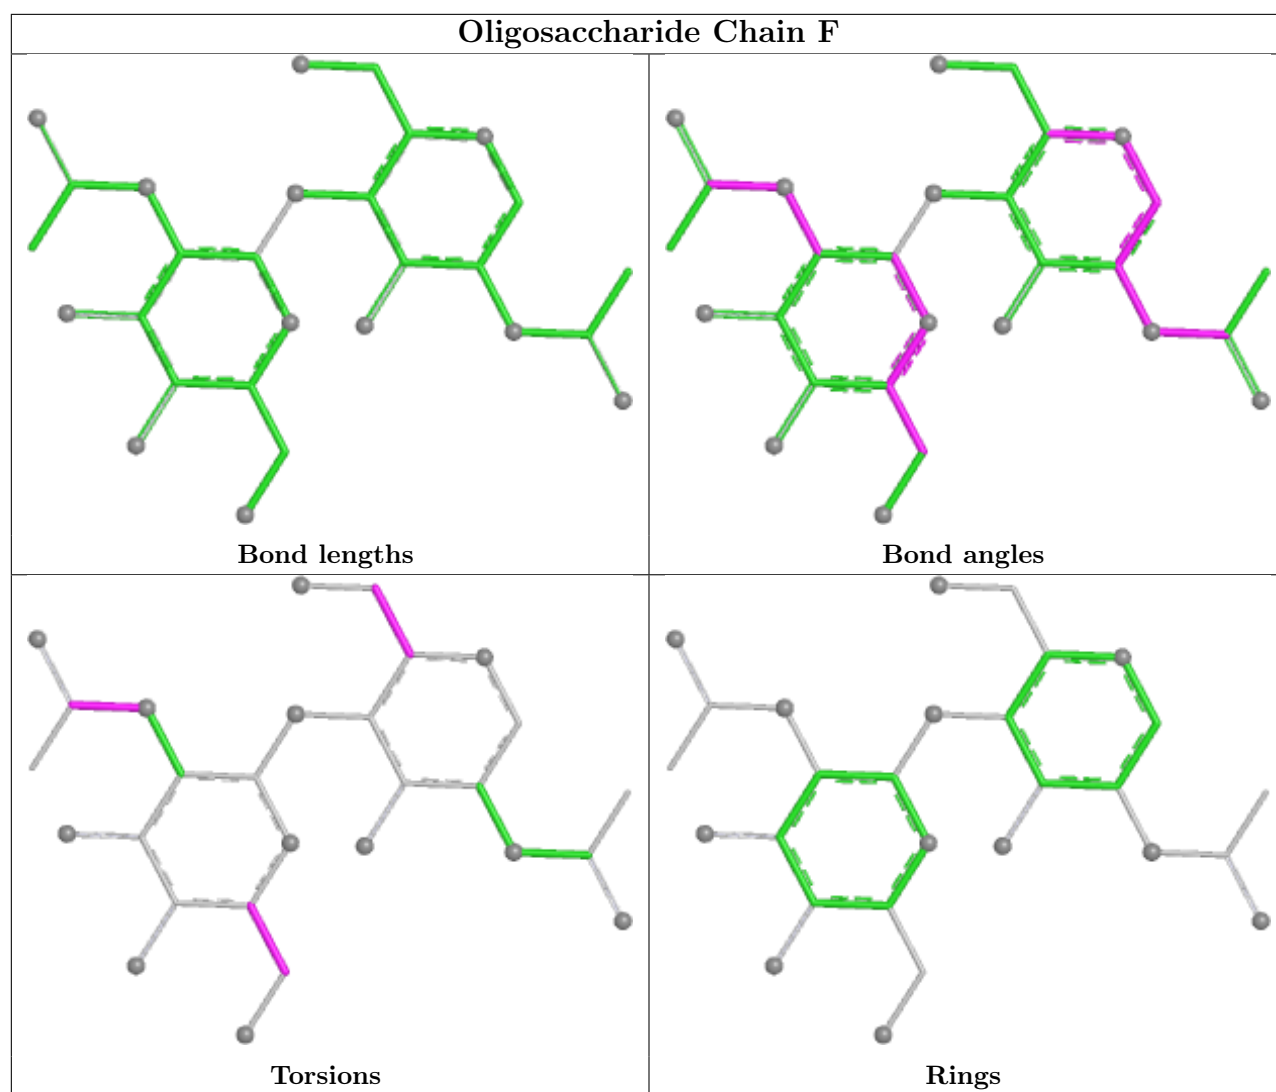 Oligosaccharide Chain F
Bond lengths
Bond angles
Torsions
Rings